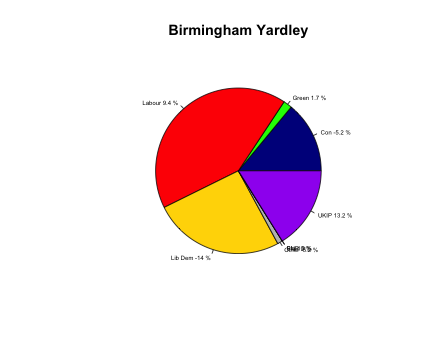 Birmingham Yardley
Green 1.7 %
Labour 9.4 %
Con -5.2 %
UKIP 13.2 %
Lib Dem -14 %